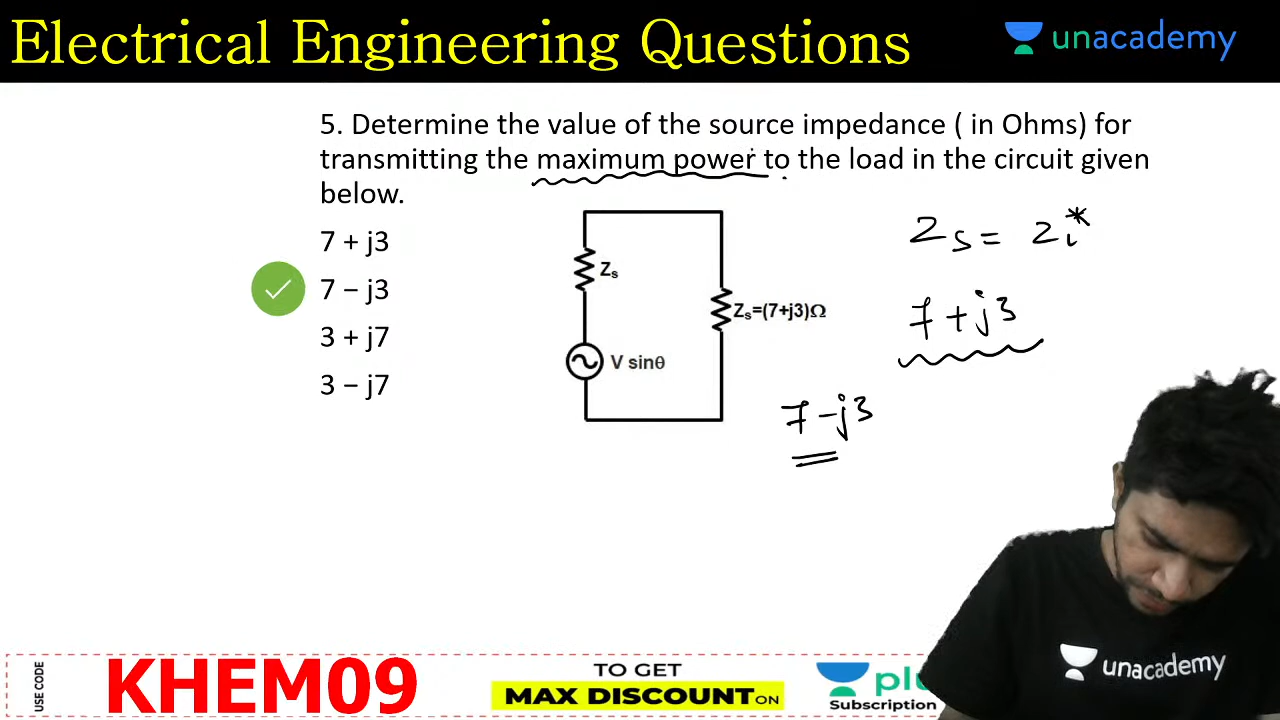 Electrical Engineering Questions
unacademy
5. Determine the value of the source impedance ( in Ohms) for
transmitting the maximum power to the load in the circuit given
below.
7 + j3
7 − j3
3 + j7
3 − j7
Zₛ
V sinθ
Zₛ=(7+j3)Ω
Zs = Zi*
7 + j3
7 - j3
unacademy
USE CODE
KHEM09
TO GET
MAX DISCOUNT ON
Subscription